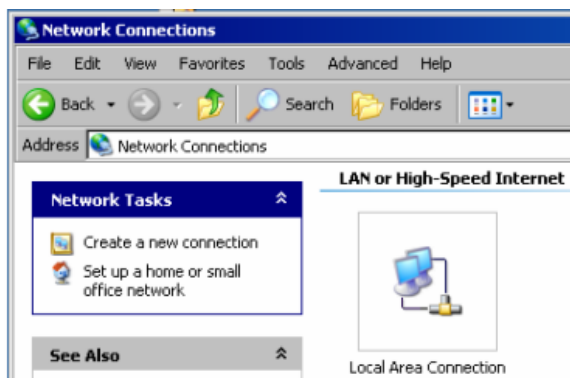 Network Connections
File Edit View Favorites Tools Advanced Help
Back Search Folders
Address Network Connections
Network Tasks
Create a new connection
Set up a home or small
office network
See Also
LAN or High-Speed Internet
Local Area Connection